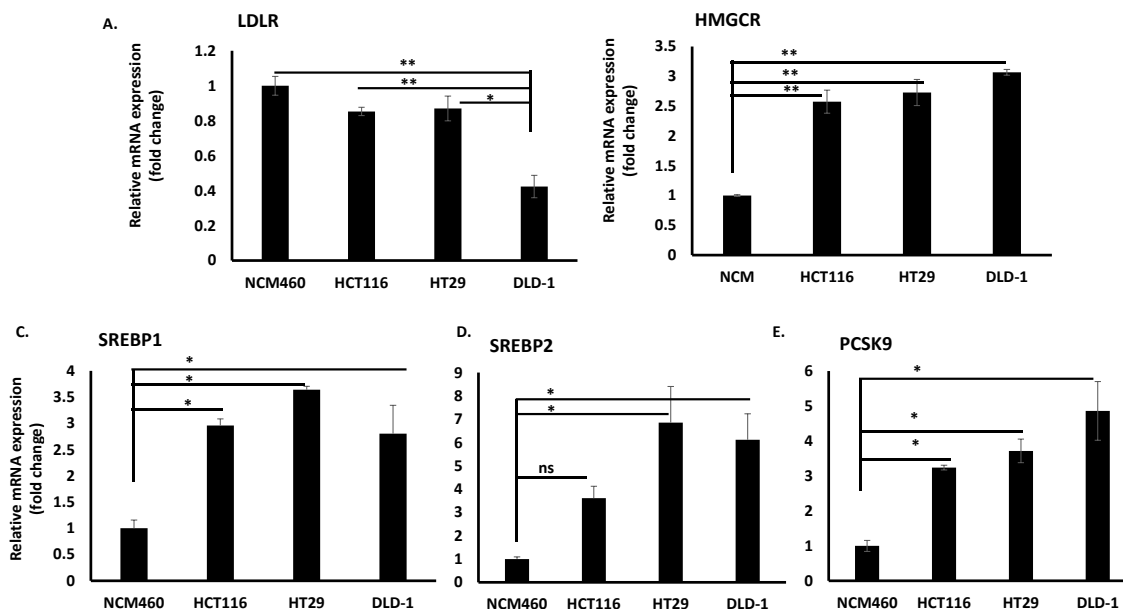 A.
LDLR
Relative mRNA expression
(fold change)
1.2
1
0.8
0.6
0.4
0.2
0
**
**
*
NCM460 HCT116 HT29 DLD-1
HMGCR
Relative mRNA expression
(fold change)
3.5
3
2.5
2
1.5
1
0.5
0
**
**
**
NCM HCT116 HT29 DLD-1
C.
SREBP1
Relative mRNA expression
(fold change)
4
3.5
3
2.5
2
1.5
1
0.5
0
*
*
*
NCM460 HCT116 HT29 DLD-1
D.
SREBP2
9
8
7
6
5
4
3
2
1
0
*
*
ns
NCM460 HCT116 HT29 DLD-1
E.
PCSK9
6
5
4
3
2
1
0
*
*
*
NCM460 HCT116 HT29 DLD-1